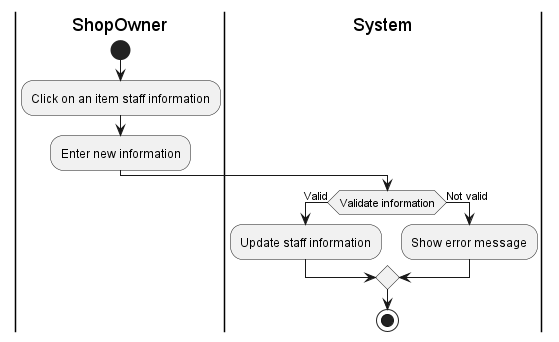 ShopOwner
System
Click on an item staff information
Enter new information
Validate information
Valid
Not valid
Update staff information
Show error message